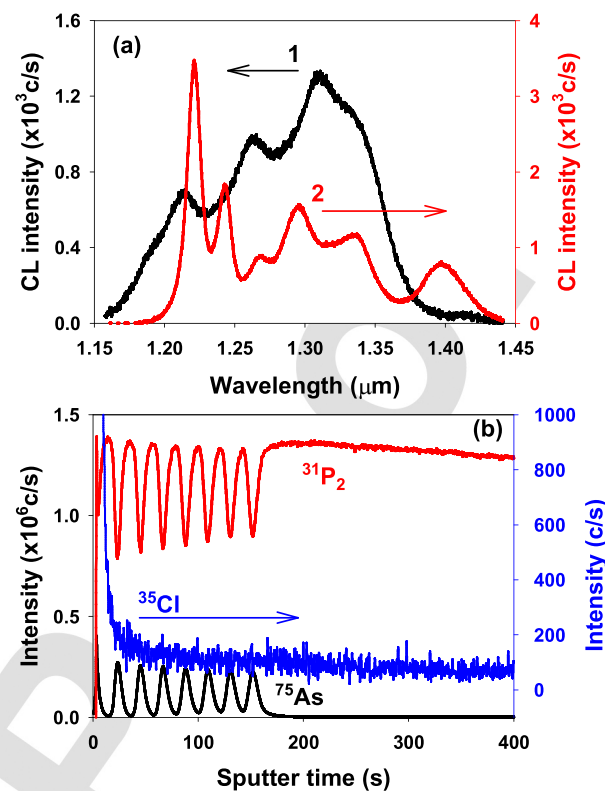 (a)
1
2
CL intensity (x10³c/s)
1.6
1.2
0.8
0.4
0.0
CL intensity (x10³c/s)
4
3
2
1
0
1.15 1.20 1.25 1.30 1.35 1.40 1.45
Wavelength (μm)
(b)
³¹P₂
³⁵Cl
⁷⁵As
Intensity (x10⁶c/s)
1.5
1.0
0.5
0.0
Intensity (c/s)
1000
800
600
400
200
0
0 100 200 300 400
Sputter time (s)